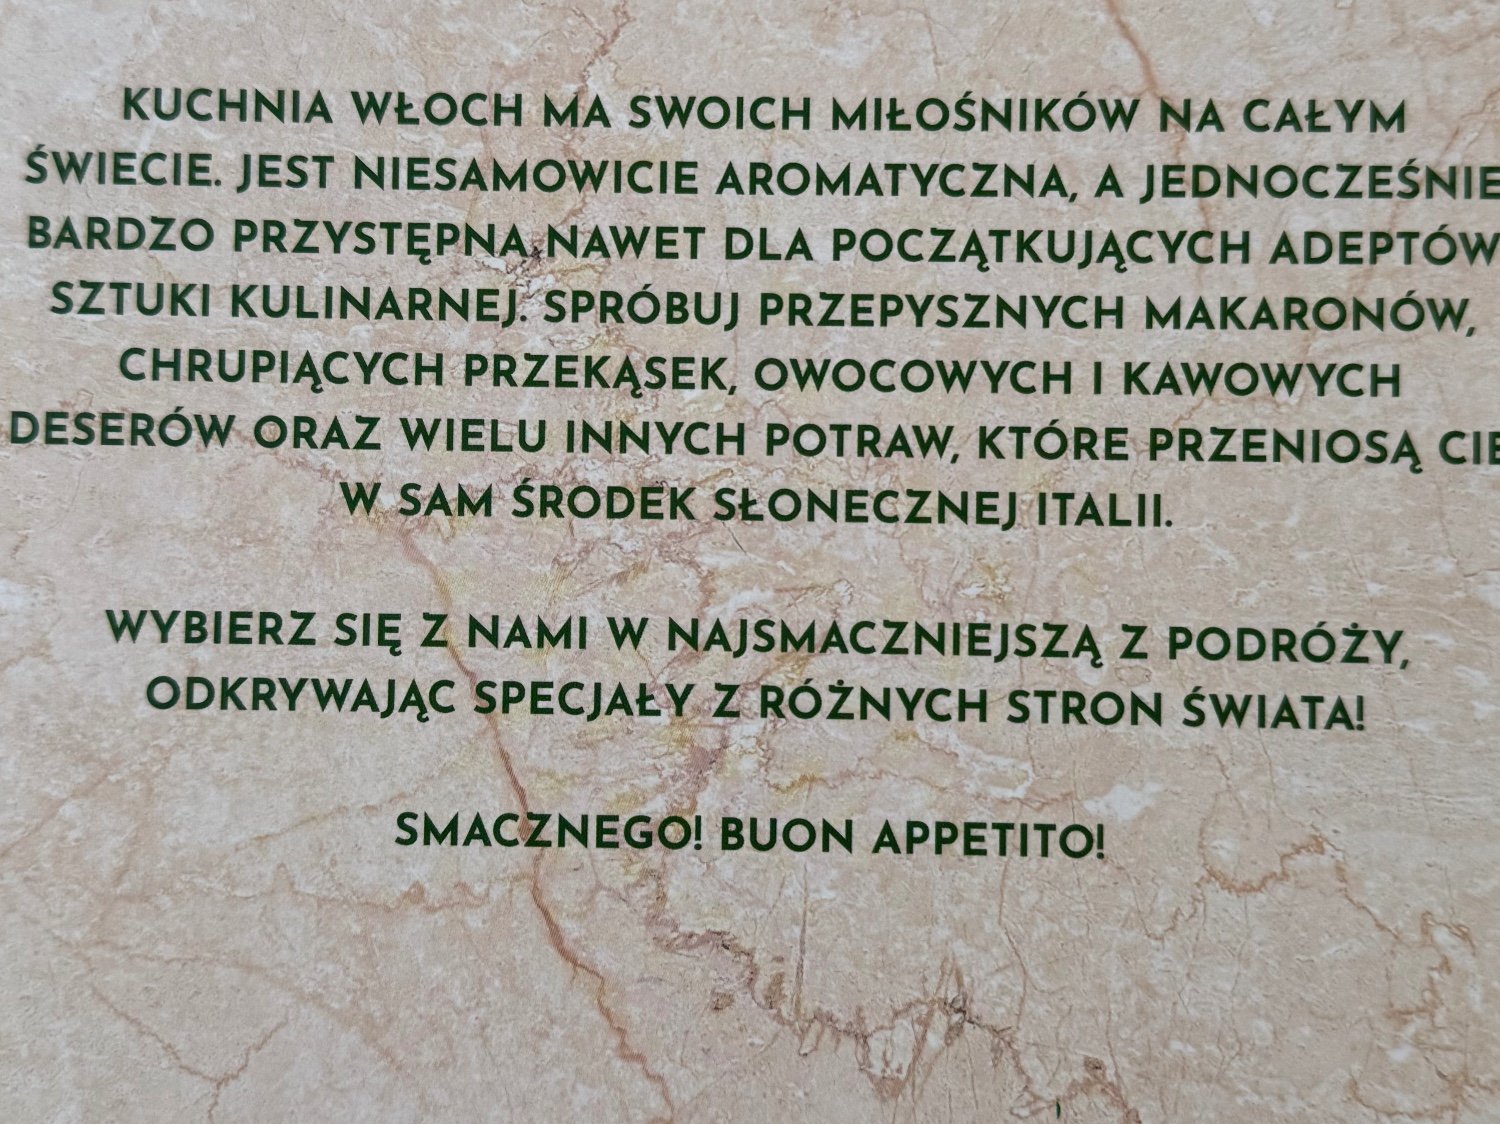 KUCHNIA WŁOCH MA SWOICH MIŁOŚNIKÓW NA CAŁYM
ŚWIECIE. JEST NIESAMOWICIE AROMATYCZNA, A JEDNOCZEŚNIE
BARDZO PRZYSTĘPNA NAWET DLA POCZĄTKUJĄCYCH ADEPTÓW
SZTUKI KULINARNEJ. SPRÓBUJ PRZEPYSZNYCH MAKARONÓW,
CHRUPIĄCYCH PRZEKĄSEK, OWOCOWYCH I KAWOWYCH
DESERÓW ORAZ WIELU INNYCH POTRAW, KTÓRE PRZENIOSĄ CIĘ
W SAM ŚRODEK SŁONECZNEJ ITALII.
WYBIERZ SIĘ Z NAMI W NAJSMACZNIEJSZĄ Z PODRÓŻY,
ODKRYWAJĄC SPECJAŁY Z RÓŻNYCH STRON ŚWIATA!
SMACZNEGO! BUON APPETITO!